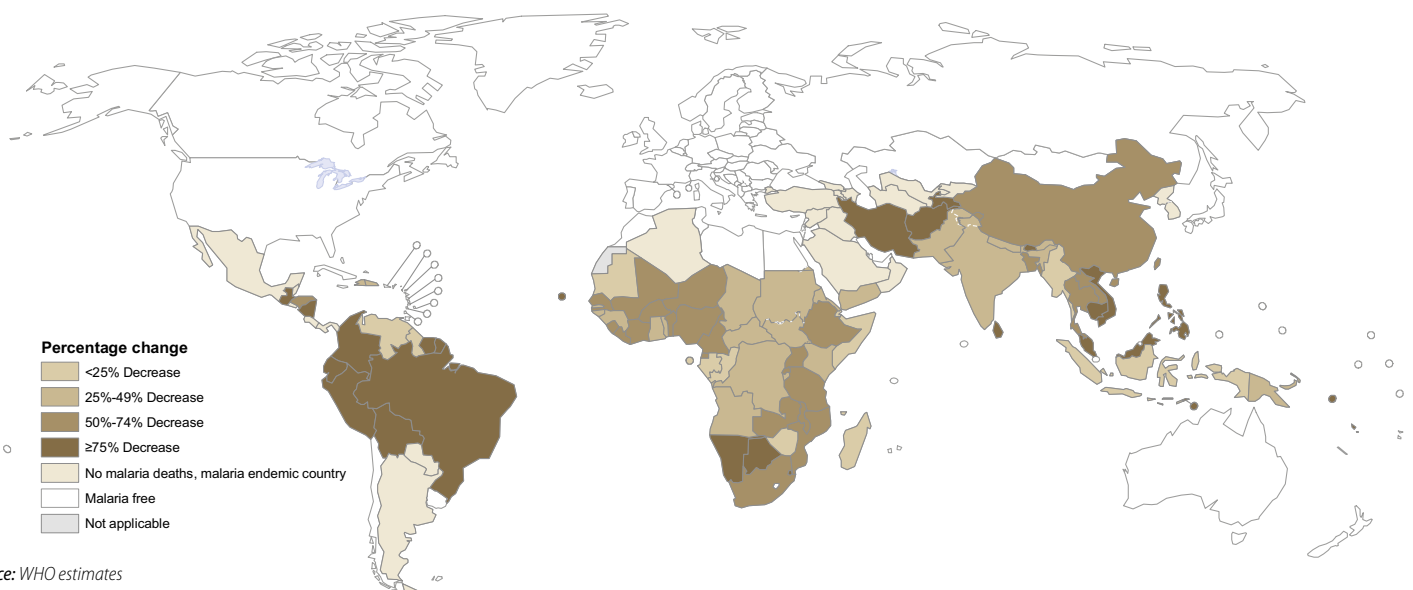 Percentage change
<25% Decrease
25%-49% Decrease
50%-74% Decrease
≥75% Decrease
No malaria deaths, malaria endemic country
Malaria free
Not applicable
ce: WHO estimates